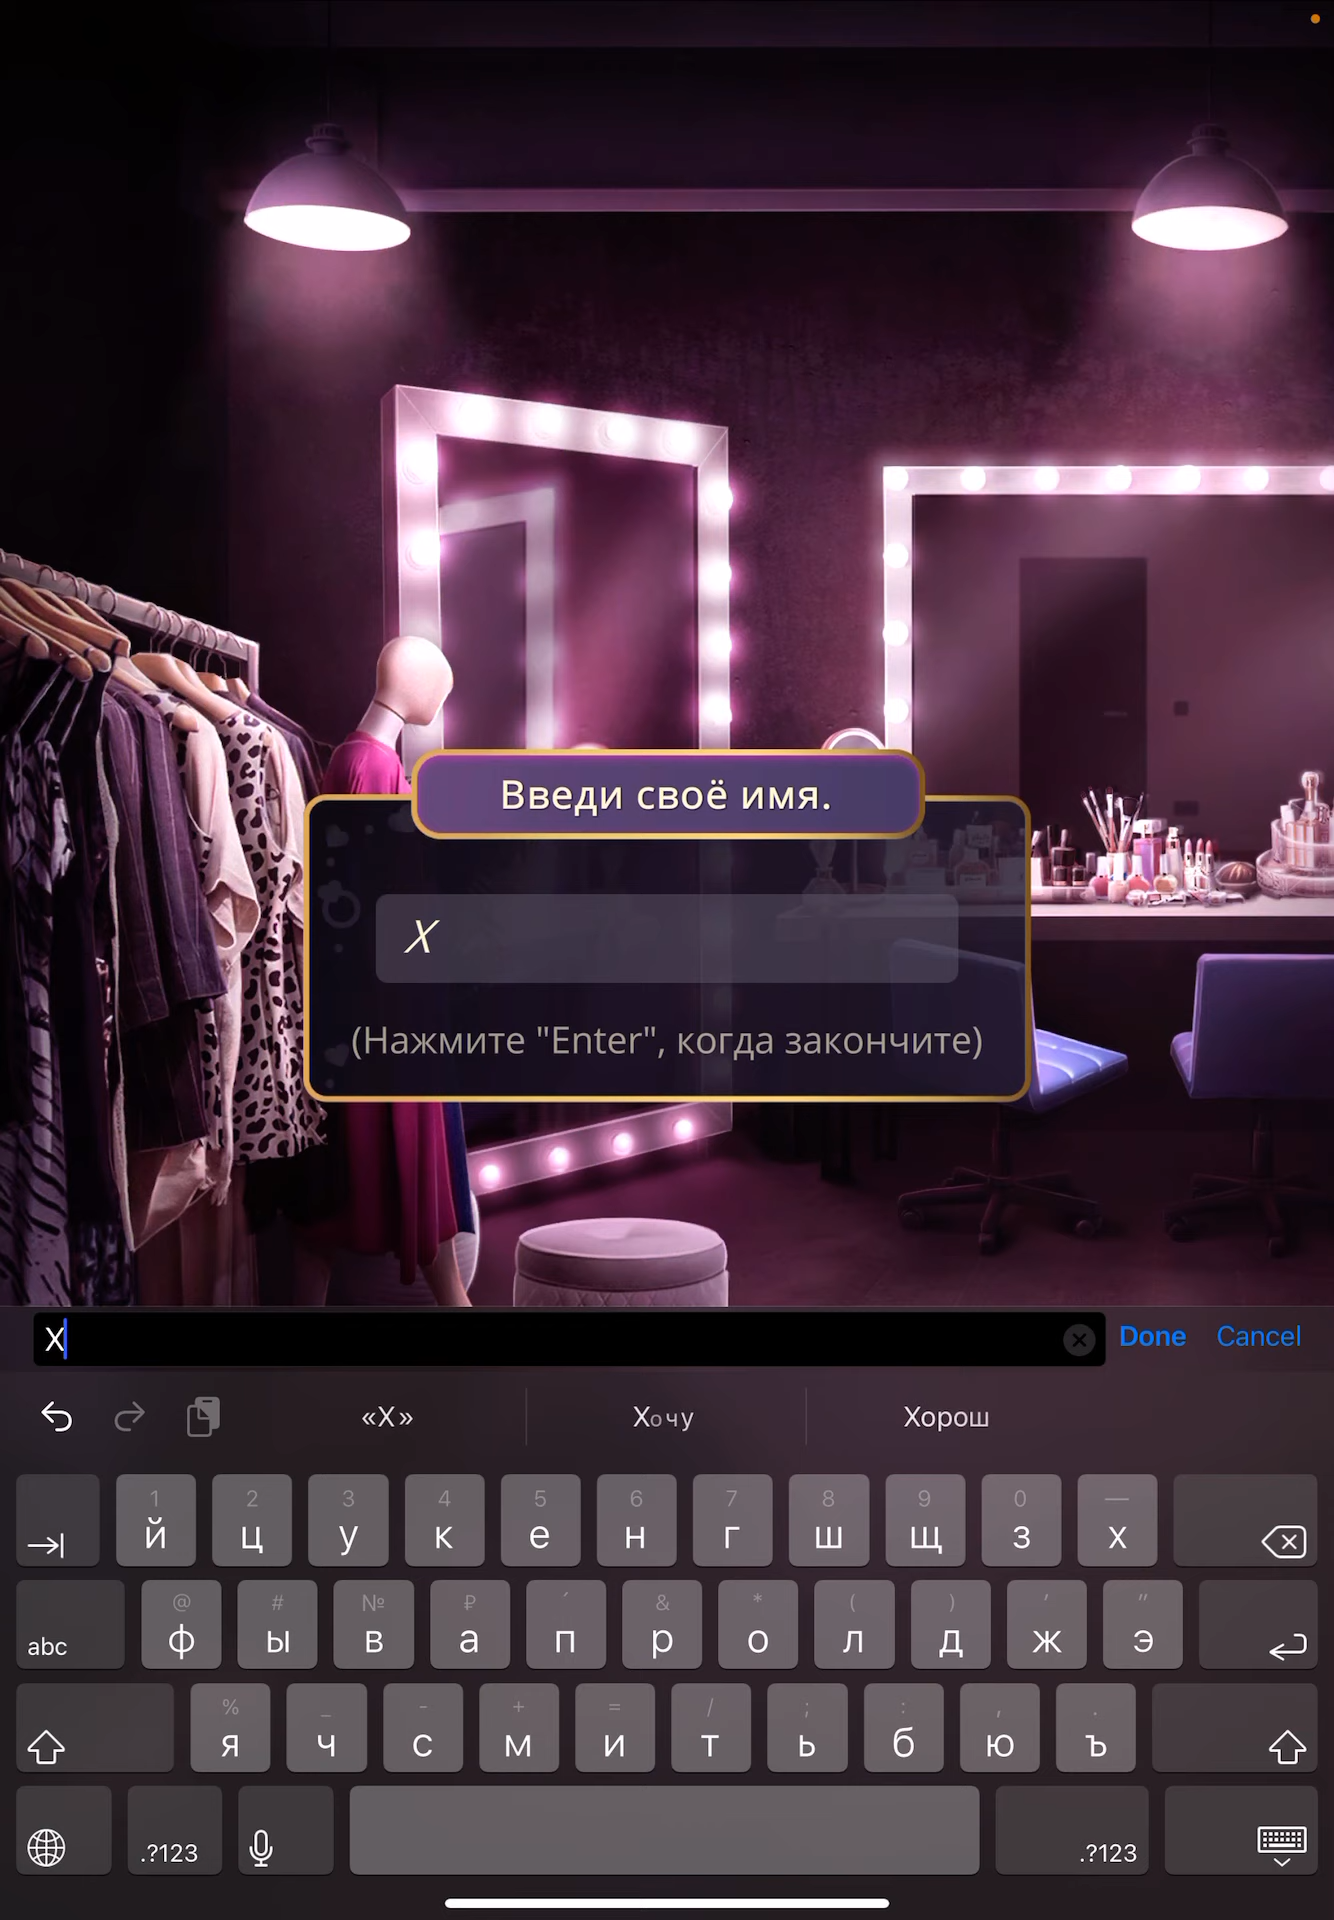 Введи своё имя.
Х
(Нажмите "Enter", когда закончите)
Х
Done
Cancel
«Х»
Хочу
Хорош
1 2 3 4 5 6 7 8 9 0 —
й ц у к е н г ш щ з х
@ # № ₽ ´ & * ( ) ' "
abc ф ы в а п р о л д ж э
% _ - + = / ; : , .
я ч с м и т ь б ю ъ
.?123
.?123